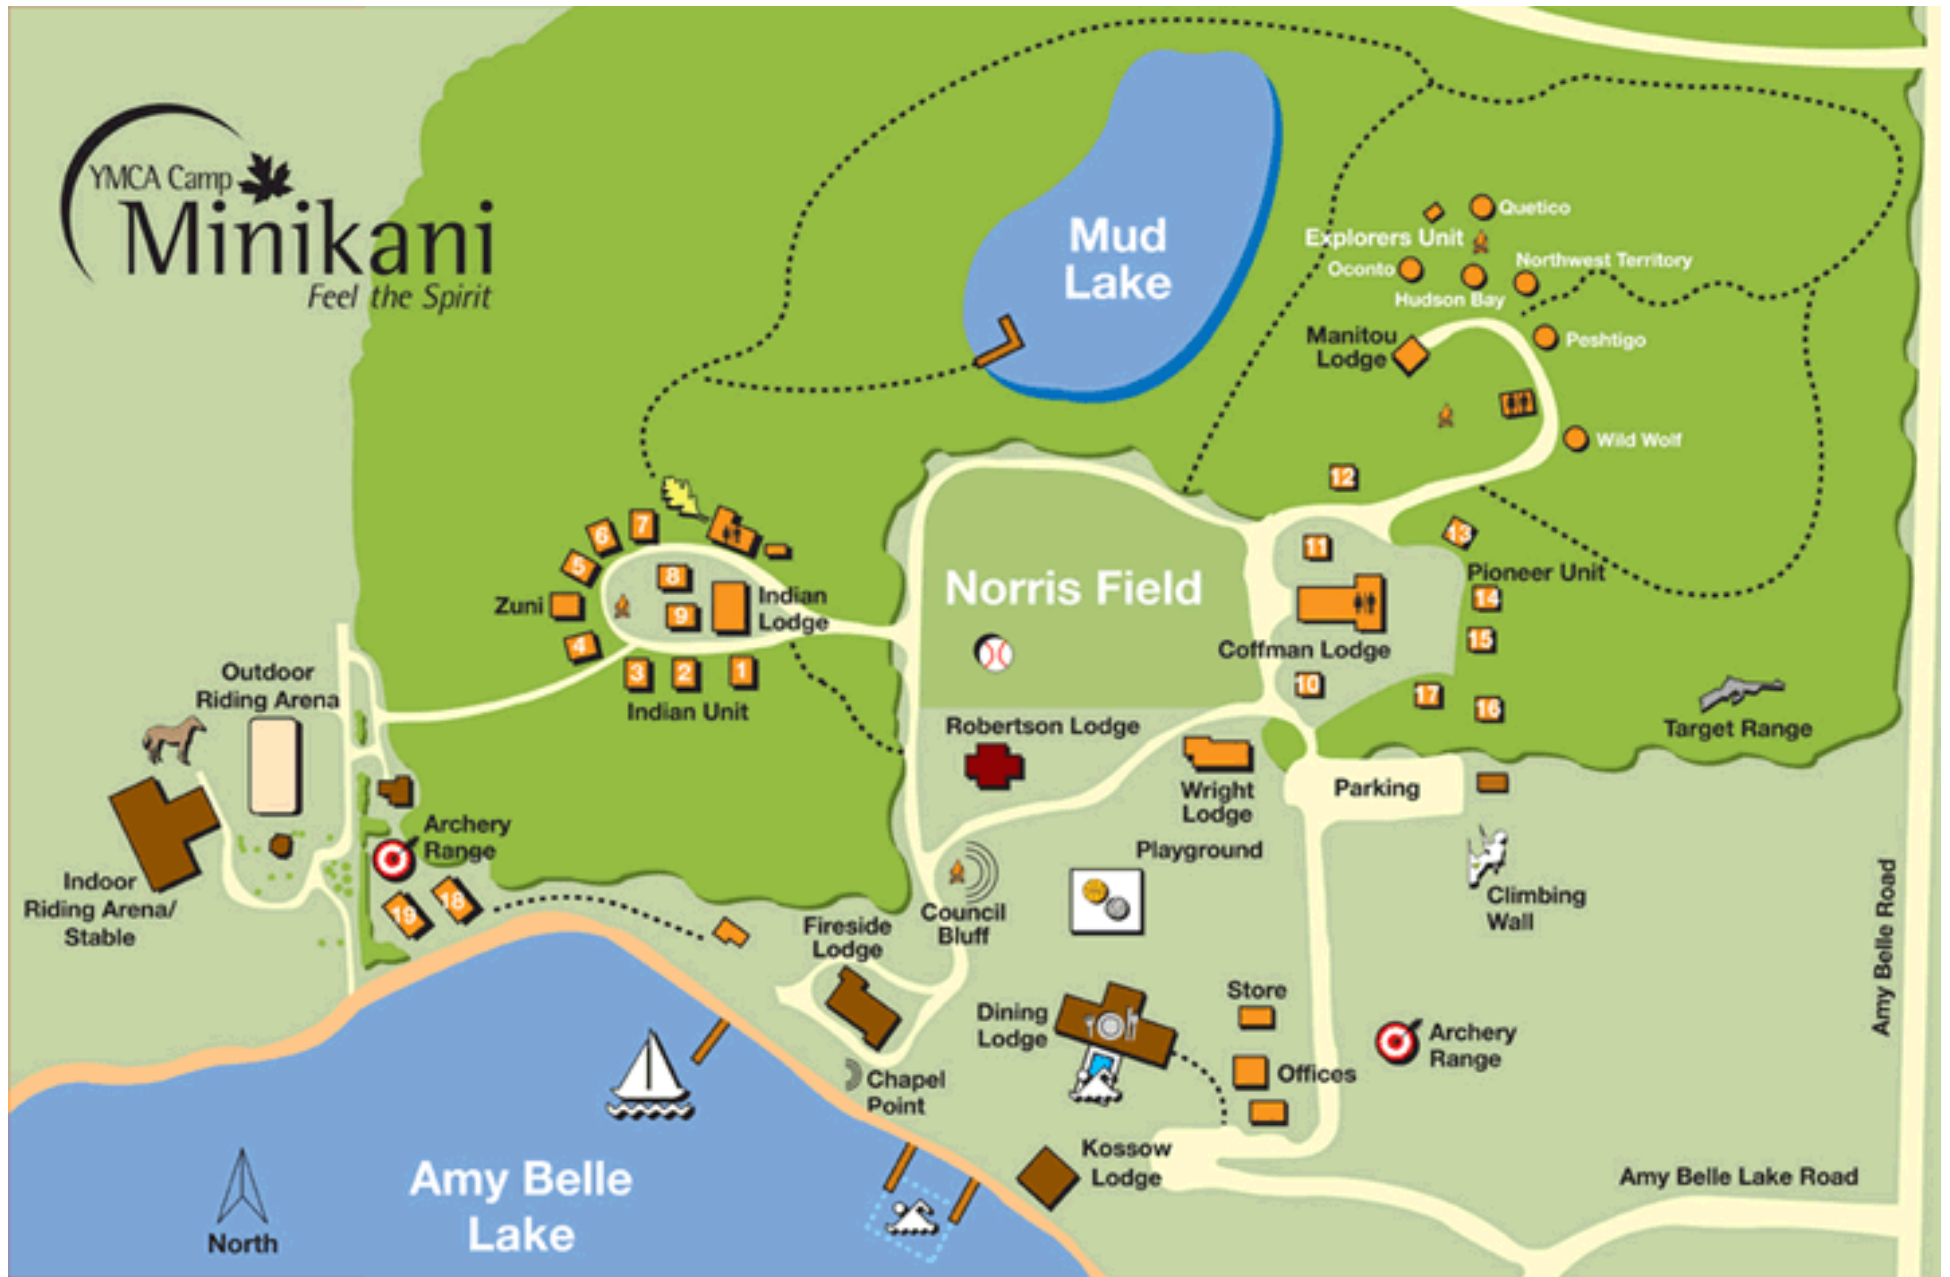 YMCA Camp
Minikani
Feel the Spirit
Mud
Lake
Quetico
Explorers Unit
Oconto
Northwest Territory
Hudson Bay
Manitou
Lodge
Peshtigo
Wild Wolf
12
13
11
Pioneer Unit
14
15
Coffman Lodge
10
17
16
Target Range
Norris Field
7
6
5
8
Zuni
9
Indian
Lodge
4
3
2
1
Indian Unit
Outdoor
Riding Arena
Robertson Lodge
Wright
Lodge
Parking
Playground
Archery
Range
19
18
Indoor
Riding Arena/
Stable
Fireside
Lodge
Council
Bluff
Climbing
Wall
Amy Belle Road
Dining
Lodge
Store
Offices
Archery
Range
Chapel
Point
Kossow
Lodge
Amy Belle Lake Road
Amy Belle
Lake
North